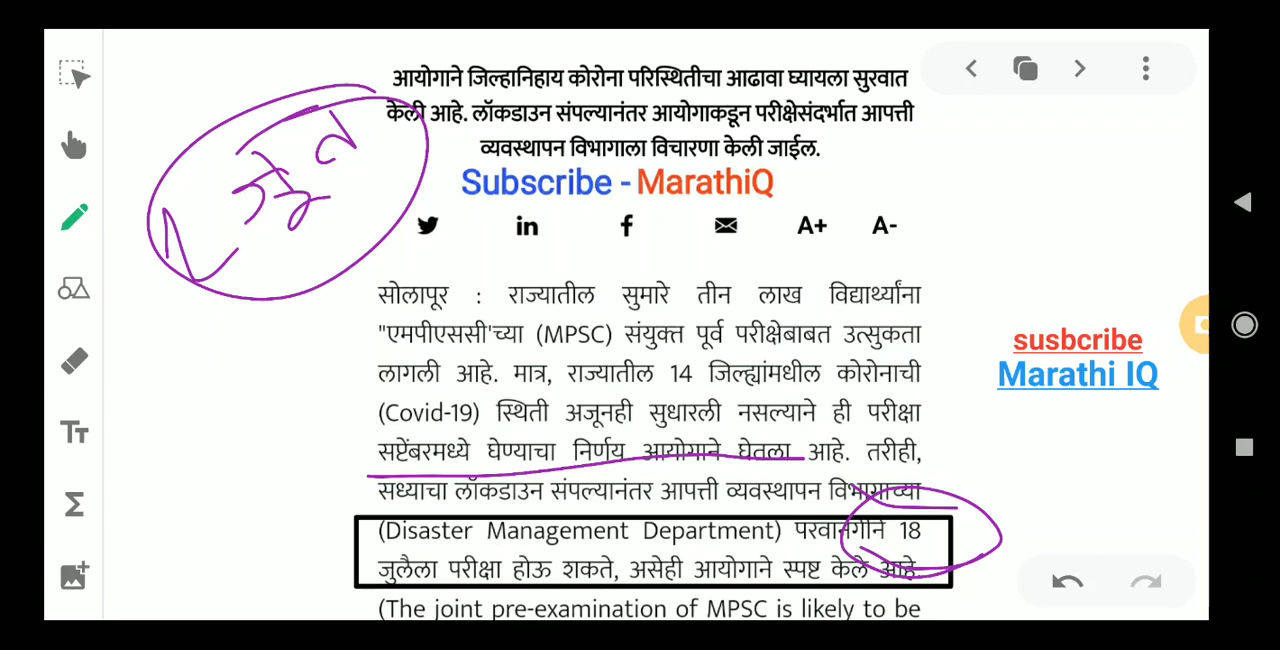 आयोगाने जिल्हानिहाय कोरोना परिस्थितीचा आढावा घ्यायला सुरवात
केली आहे. लॉकडाउन संपल्यानंतर आयोगाकडून परीक्षेसंदर्भात आपत्ती
व्यवस्थापन विभागाला विचारणा केली जाईल.
Subscribe - MarathiQ
in f A+ A-
सोलापूर : राज्यातील सुमारे तीन लाख विद्यार्थ्यांना
"एमपीएससी'च्या (MPSC) संयुक्त पूर्व परीक्षेबाबत उत्सुकता
लागली आहे. मात्र, राज्यातील 14 जिल्ह्यांमधील कोरोनाची
(Covid-19) स्थिती अजूनही सुधारली नसल्याने ही परीक्षा
सप्टेंबरमध्ये घेण्याचा निर्णय आयोगाने घेतला आहे. तरीही,
सध्याचा लॉकडाउन संपल्यानंतर आपत्ती व्यवस्थापन विभागाच्या
(Disaster Management Department) परवानगीने 18
जुलैला परीक्षा होऊ शकते, असेही आयोगाने स्पष्ट केले आहे.
(The joint pre-examination of MPSC is likely to be
susbcribe
Marathi IQ
Tт
Σ